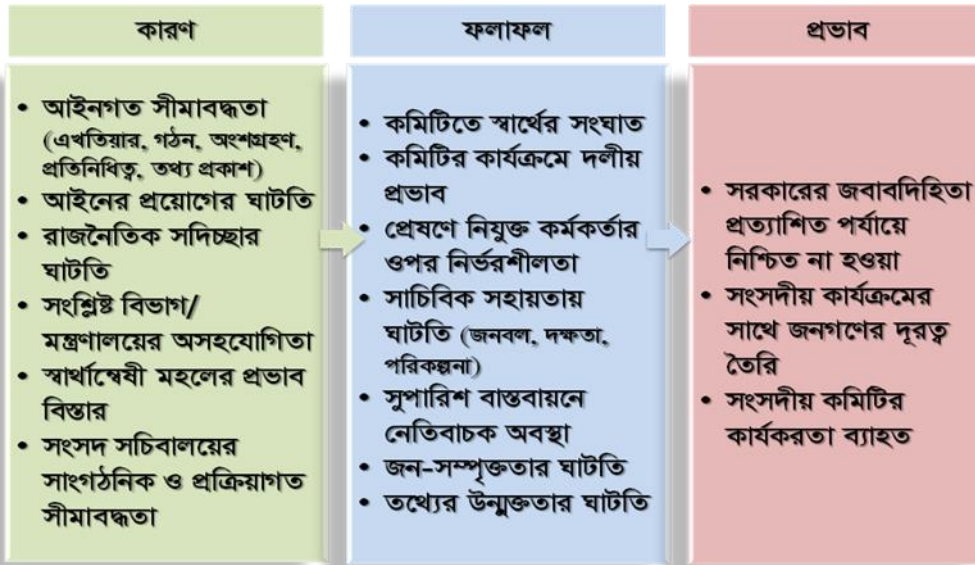 কারণ
ফলাফল
প্রভাব
• আইনগত সীমাবদ্ধতা
(এখতিয়ার, গঠন, অংশগ্রহণ,
প্রতিনিধিত্ব, তথ্য প্রকাশ)
• আইনের প্রয়োগের ঘাটতি
• রাজনৈতিক সদিচ্ছার
ঘাটতি
• সংশ্লিষ্ট বিভাগ/
মন্ত্রণালয়ের অসহযোগিতা
• স্বার্থান্বেষী মহলের প্রভাব
বিস্তার
• সংসদ সচিবালয়ের
সাংগঠনিক ও প্রক্রিয়াগত
সীমাবদ্ধতা
• কমিটিতে স্বার্থের সংঘাত
• কমিটির কার্যক্রমে দলীয়
প্রভাব
• প্রেষণে নিযুক্ত কর্মকর্তার
ওপর নির্ভরশীলতা
• সাচিবিক সহায়তায়
ঘাটতি (জনবল, দক্ষতা,
পরিকল্পনা)
• সুপারিশ বাস্তবায়নে
নেতিবাচক অবস্থা
• জন-সম্পৃক্ততার ঘাটতি
• তথ্যের উন্মুক্ততার ঘাটতি
• সরকারের জবাবদিহিতা
প্রত্যাশিত পর্যায়ে
নিশ্চিত না হওয়া
• সংসদীয় কার্যক্রমের
সাথে জনগণের দূরত্ব
তৈরি
• সংসদীয় কমিটির
কার্যকরতা ব্যাহত